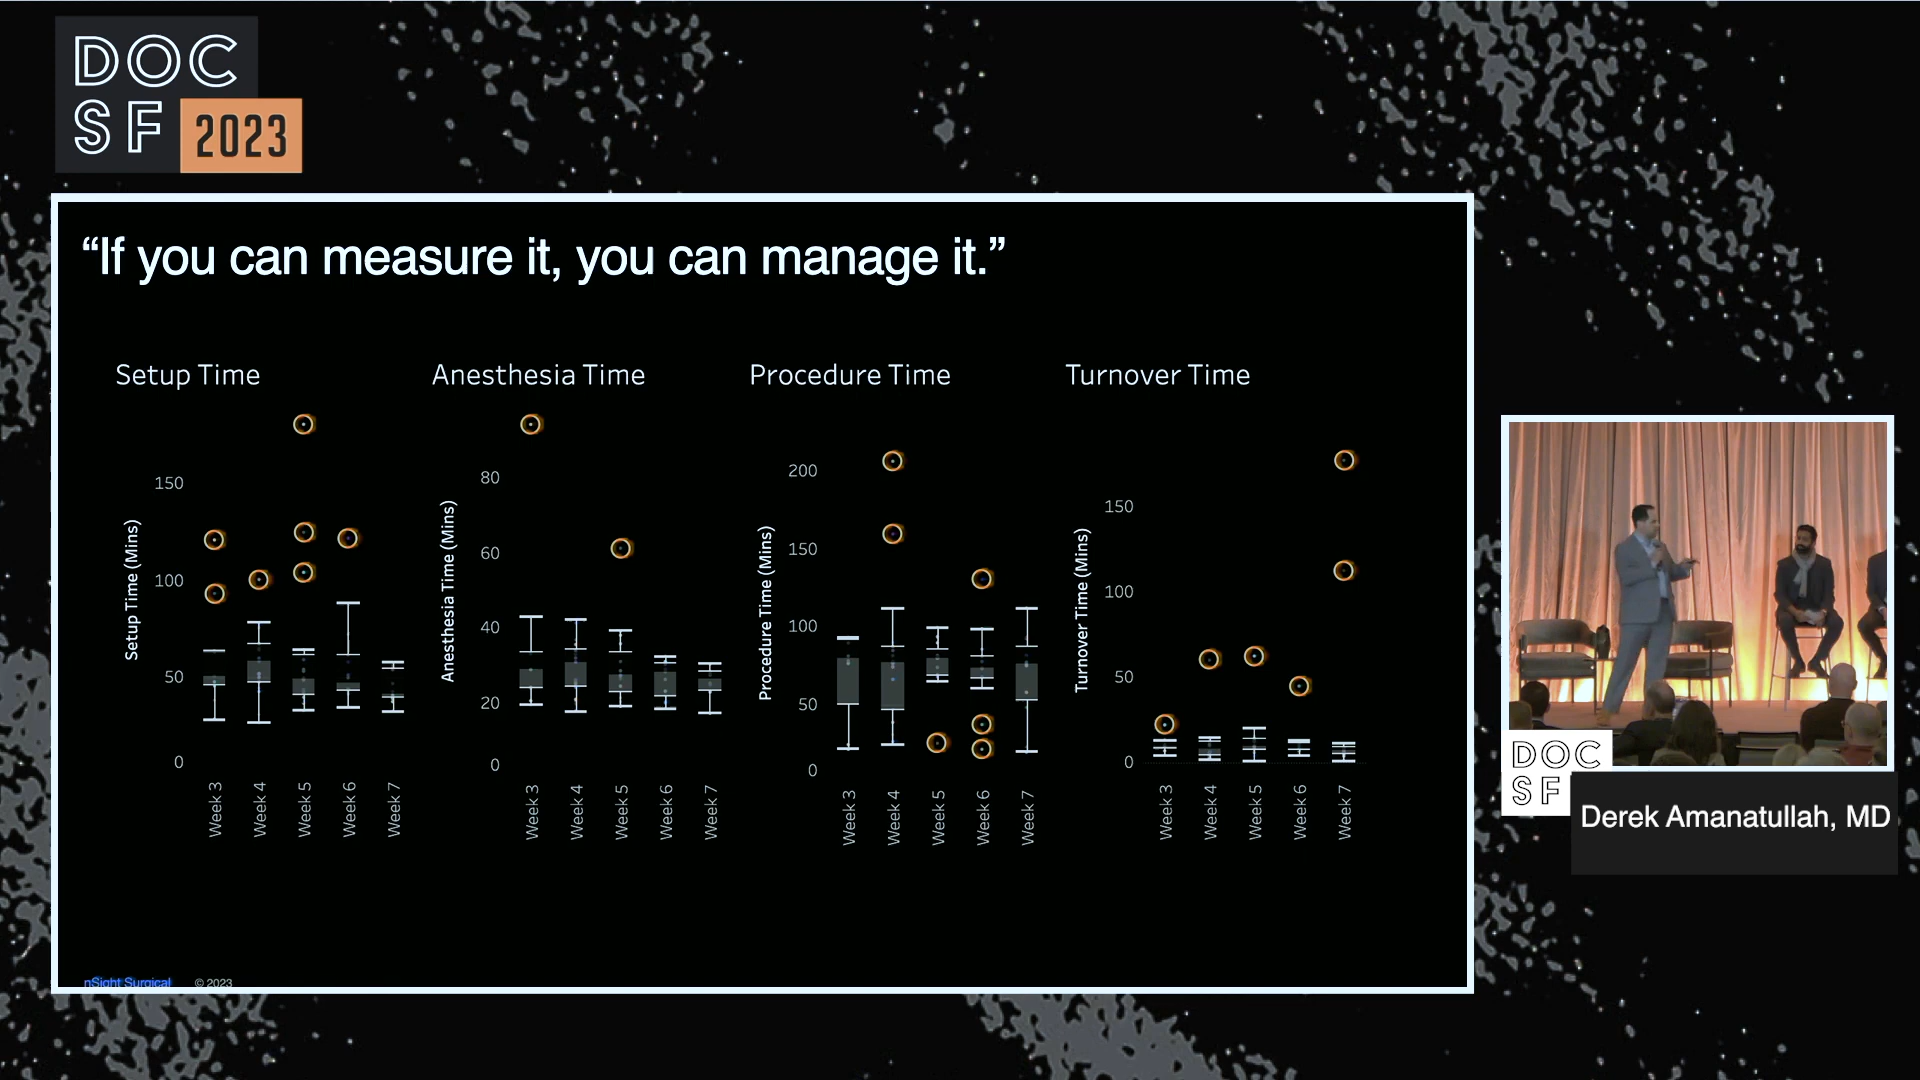 DOC
SF 2023
“If you can measure it, you can manage it.”
Setup Time
Setup Time (Mins)
150
100
50
0
Week 3
Week 4
Week 5
Week 6
Week 7
Anesthesia Time
Anesthesia Time (Mins)
80
60
40
20
0
Week 3
Week 4
Week 5
Week 6
Week 7
Procedure Time
Procedure Time (Mins)
200
150
100
50
0
Week 3
Week 4
Week 5
Week 6
Week 7
Turnover Time
Turnover Time (Mins)
150
100
50
0
Week 3
Week 4
Week 5
Week 6
Week 7
nSight Surgical © 2023
DOC
SF
Derek Amanatullah, MD